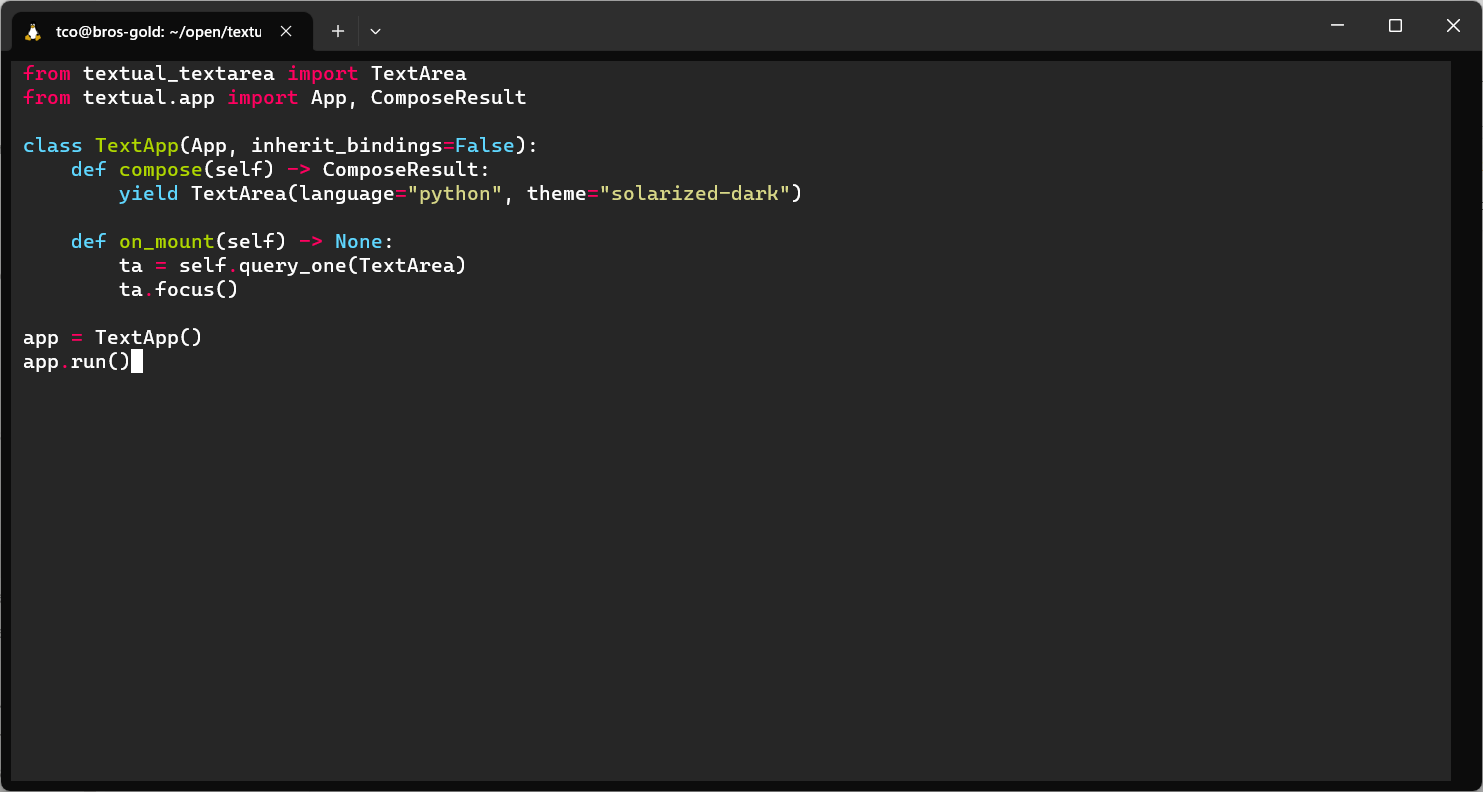 tco@bros-gold: ~/open/textu
from textual_textarea import TextArea
from textual.app import App, ComposeResult

class TextApp(App, inherit_bindings=False):
    def compose(self) -> ComposeResult:
        yield TextArea(language="python", theme="solarized-dark")

    def on_mount(self) -> None:
        ta = self.query_one(TextArea)
        ta.focus()

app = TextApp()
app.run()